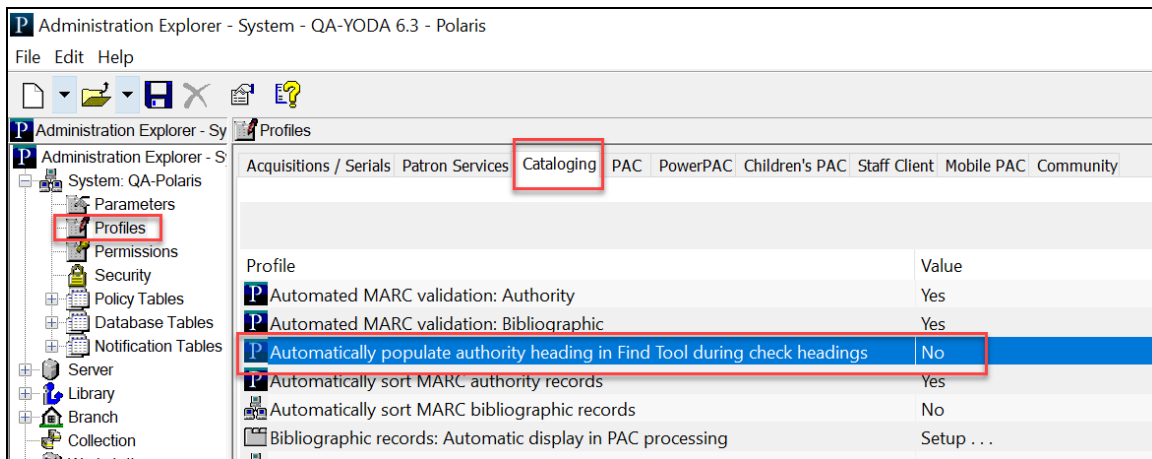 P Administration Explorer - System - QA-YODA 6.3 - Polaris
File Edit Help
P Administration Explorer - Sy Profiles
P Administration Explorer - S
System: QA-Polaris
Parameters
Profiles
Permissions
Security
Policy Tables
Database Tables
Notification Tables
Server
Library
Branch
Collection
Acquisitions / Serials Patron Services Cataloging PAC PowerPAC Children's PAC Staff Client Mobile PAC Community
Profile Value
P Automated MARC validation: Authority Yes
P Automated MARC validation: Bibliographic Yes
P Automatically populate authority heading in Find Tool during check headings No
P Automatically sort MARC authority records Yes
Automatically sort MARC bibliographic records No
Bibliographic records: Automatic display in PAC processing Setup . . .